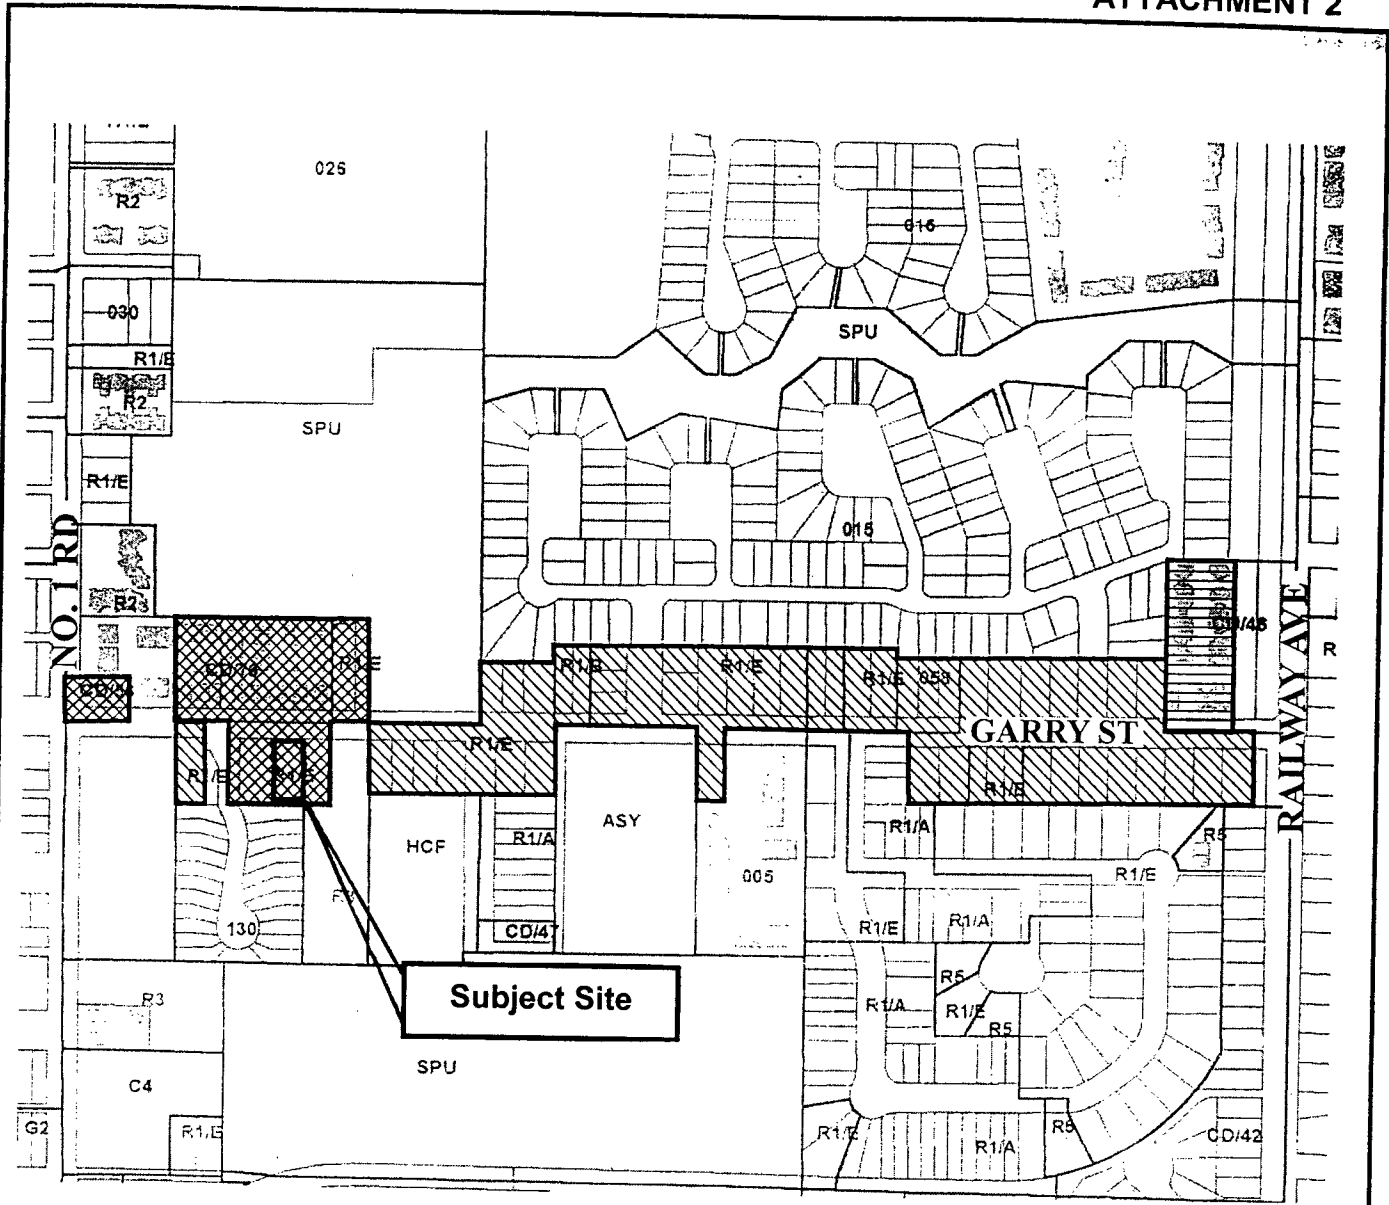 ATTACHMENT 2
025
R2
016
030
SPU
R1/E
R2
SPU
R1/E
015
NO. 1 RD
R2
CD/46
RAILWAY AVE
R
R1/E
R1/E
R1/E
R1/E
058
GARRY ST
R1/E
R1/E
R1/E
ASY
R1/A
R1/A
R5
HCF
005
R1/E
130
CD/47
R1/E
R1/A
R5
Subject Site
R3
R1/A
R1/E
R5
SPU
C4
G2
R1/E
R1/E
R1/A
R5
CD/42